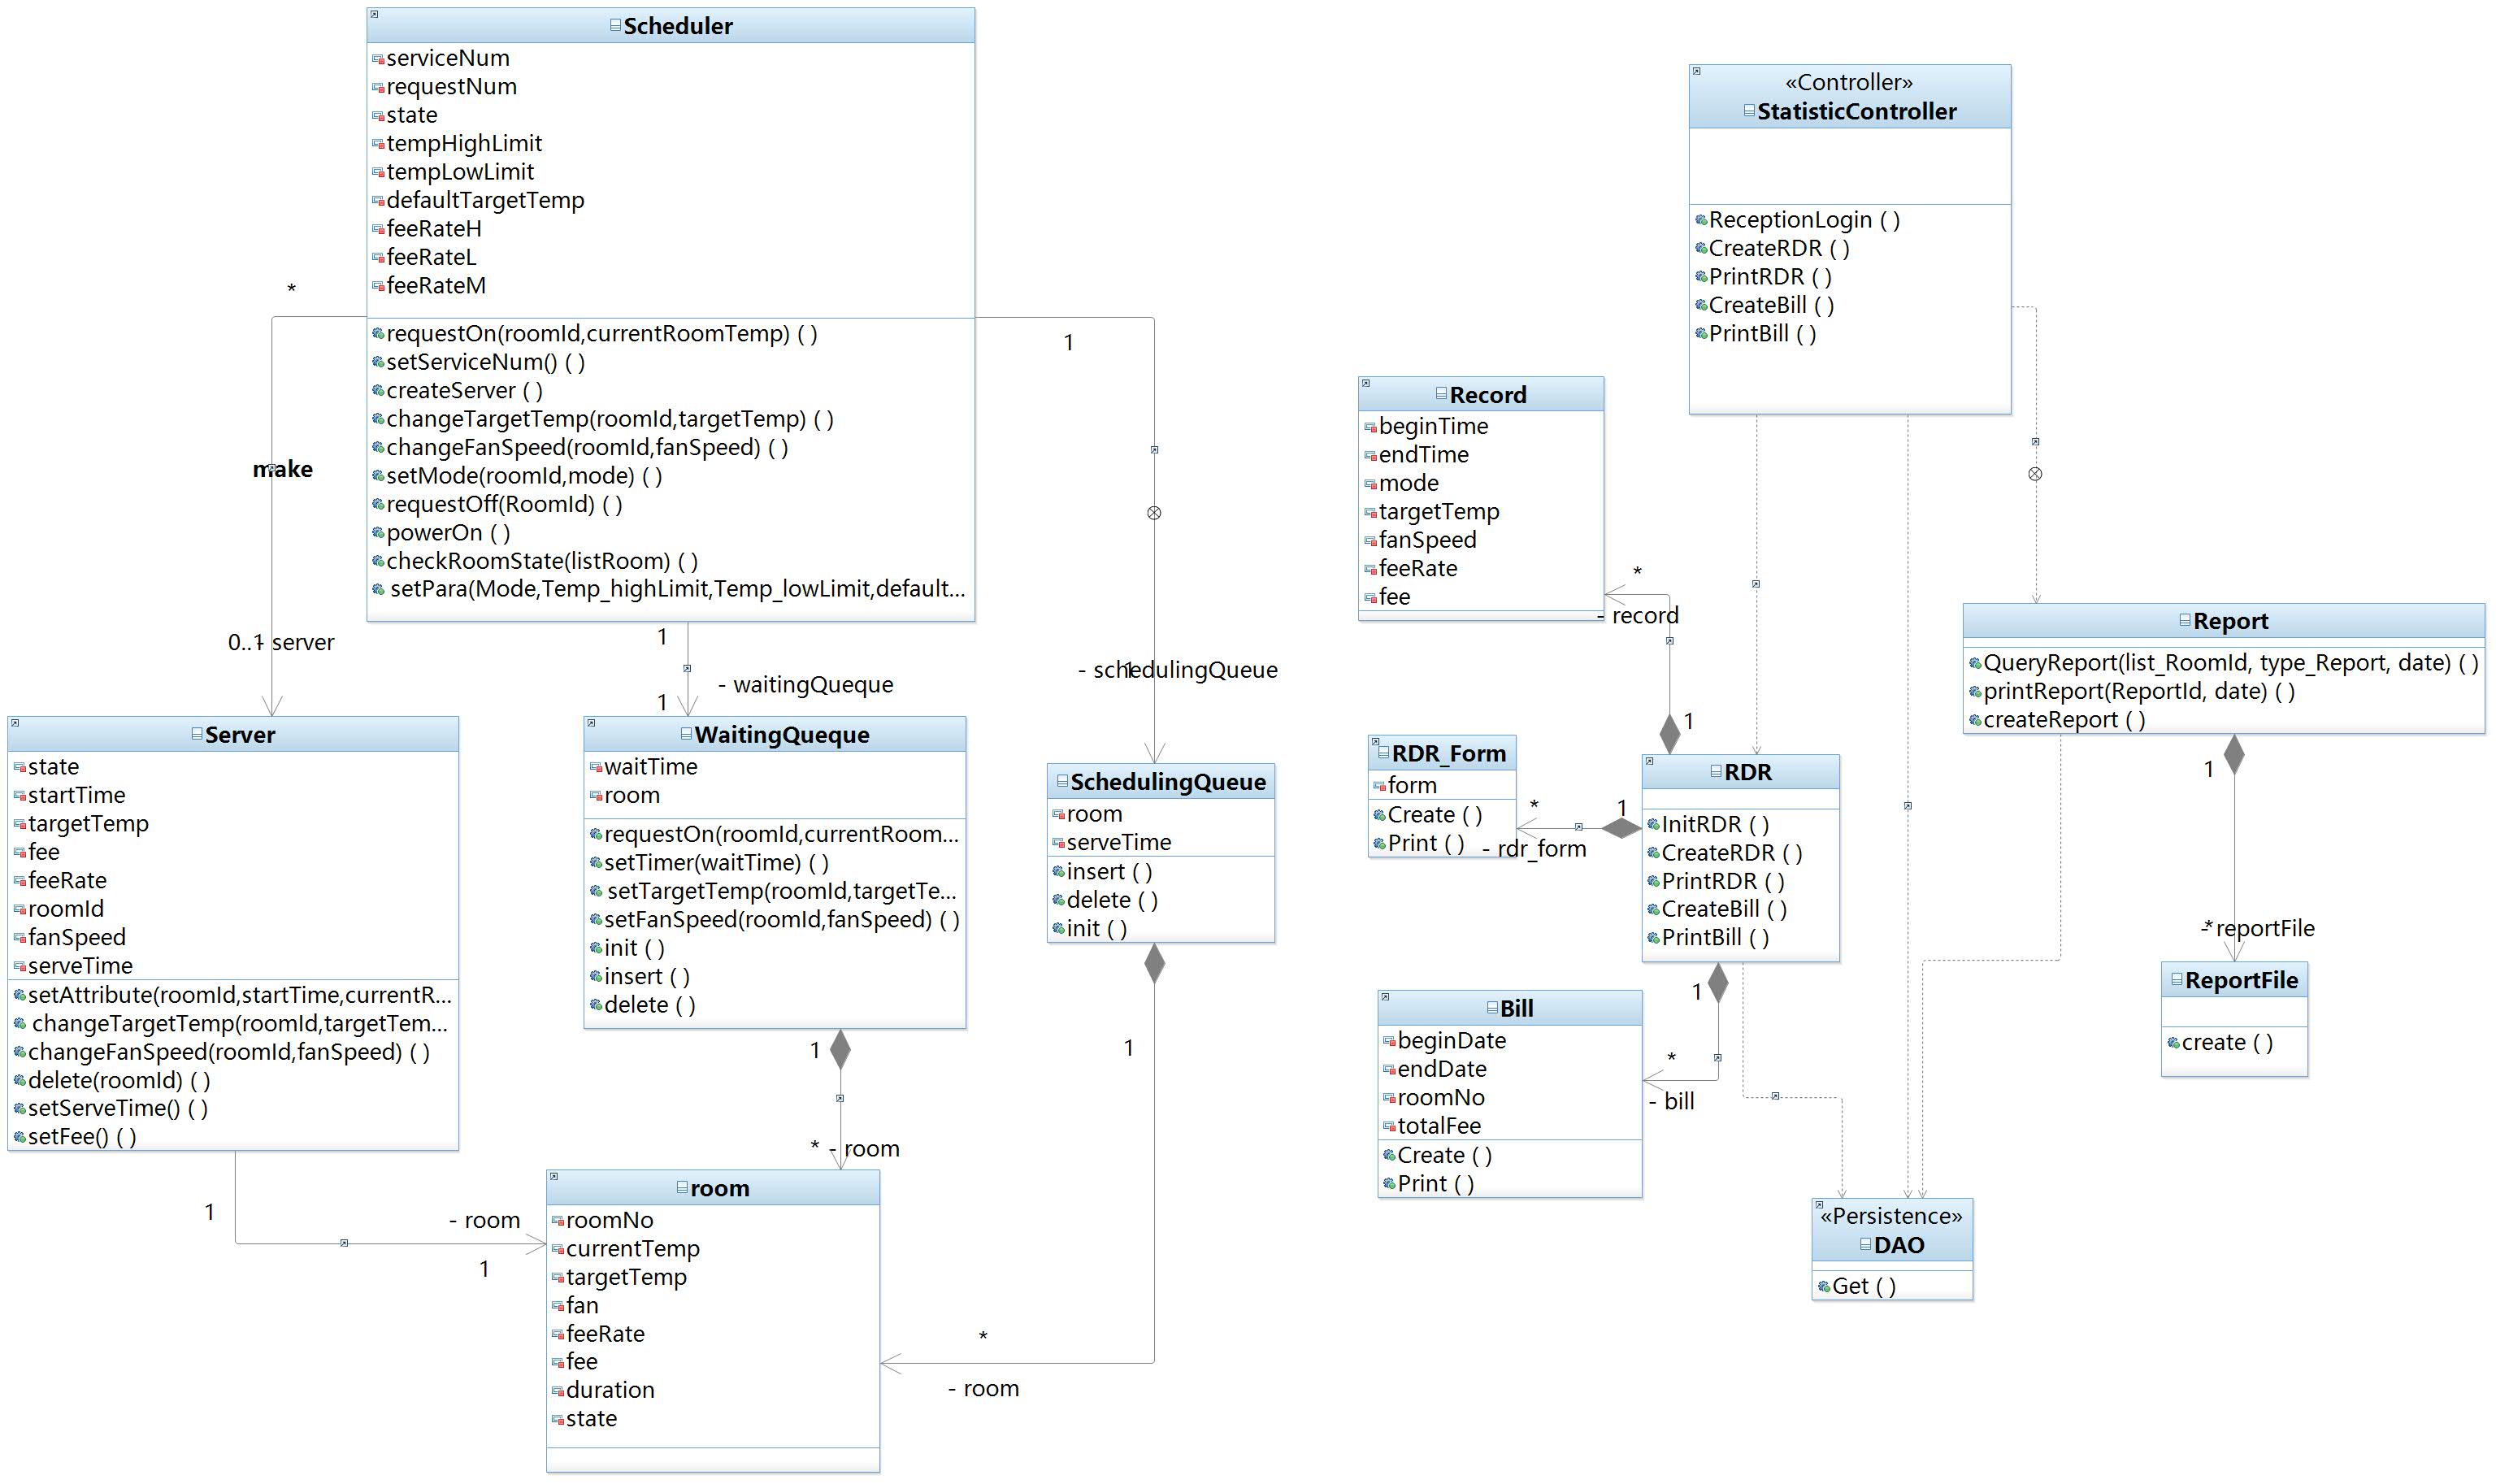 Scheduler
serviceNum
requestNum
state
tempHighLimit
tempLowLimit
defaultTargetTemp
feeRateH
feeRateL
feeRateM
requestOn(roomId,currentRoomTemp) ( )
setServiceNum() ( )
createServer ( )
changeTargetTemp(roomId,targetTemp) ( )
changeFanSpeed(roomId,fanSpeed) ( )
setMode(roomId,mode) ( )
requestOff(RoomId) ( )
powerOn ( )
checkRoomState(listRoom) ( )
setPara(Mode,Temp_highLimit,Temp_lowLimit,default...
*
make
0..1
- server
1
1
- waitingQueque
1
- schedulingQueue
1
Server
state
startTime
targetTemp
fee
feeRate
roomId
fanSpeed
serveTime
setAttribute(roomId,startTime,currentR...
changeTargetTemp(roomId,targetTem...
changeFanSpeed(roomId,fanSpeed) ( )
delete(roomId) ( )
setServeTime() ( )
setFee() ( )
1
- room
1
WaitingQueque
waitTime
room
requestOn(roomId,currentRoom...
setTimer(waitTime) ( )
setTargetTemp(roomId,targetTe...
setFanSpeed(roomId,fanSpeed) ( )
init ( )
insert ( )
delete ( )
1
* - room
SchedulingQueue
room
serveTime
insert ( )
delete ( )
init ( )
1
*
- room
room
roomNo
currentTemp
targetTemp
fan
feeRate
fee
duration
state
«Controller»
StatisticController
ReceptionLogin ( )
CreateRDR ( )
PrintRDR ( )
CreateBill ( )
PrintBill ( )
Record
beginTime
endTime
mode
targetTemp
fanSpeed
feeRate
fee
*
- record
1
RDR_Form
form
Create ( )
Print ( )
*
- rdr_form
1
RDR
InitRDR ( )
CreateRDR ( )
PrintRDR ( )
CreateBill ( )
PrintBill ( )
1
*
- bill
Bill
beginDate
endDate
roomNo
totalFee
Create ( )
Print ( )
Report
QueryReport(list_RoomId, type_Report, date) ( )
printReport(ReportId, date) ( )
createReport ( )
1
*
- reportFile
ReportFile
create ( )
«Persistence»
DAO
Get ( )